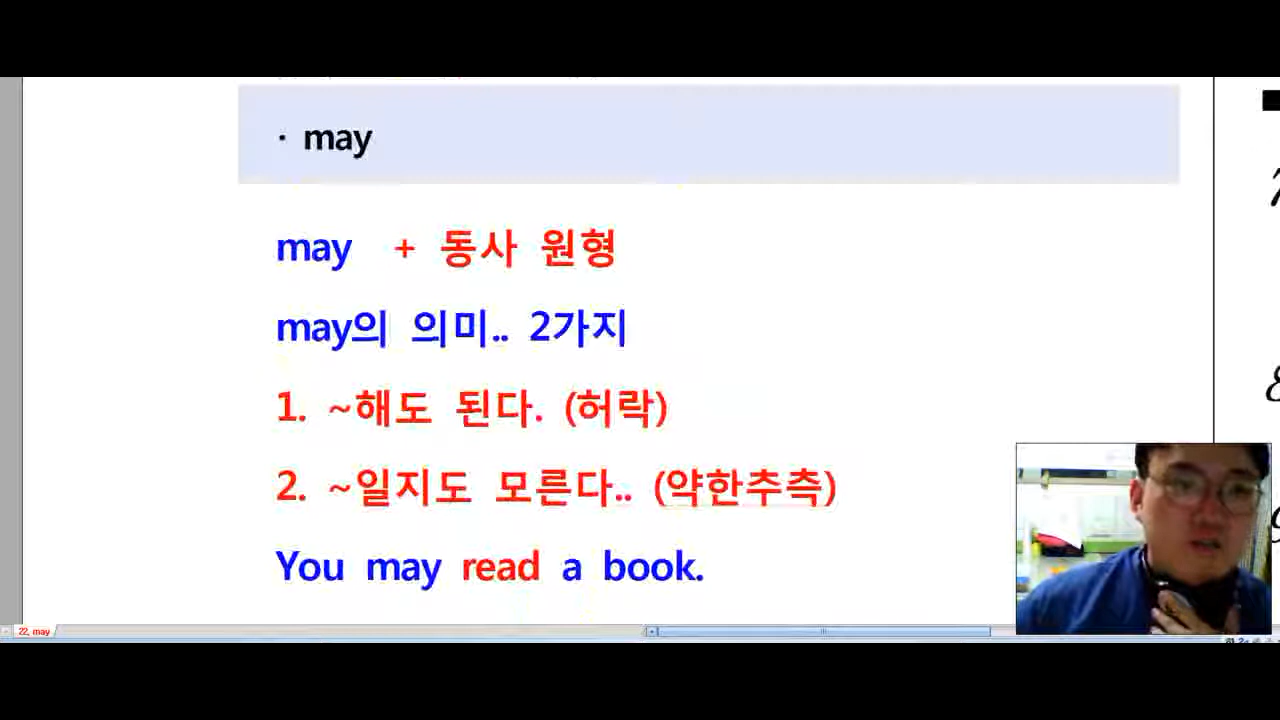 · may
may + 동사 원형
may의 의미.. 2가지
1. ~해도 된다. (허락)
2. ~일지도 모른다.. (약한추측)
You may read a book.
22, may